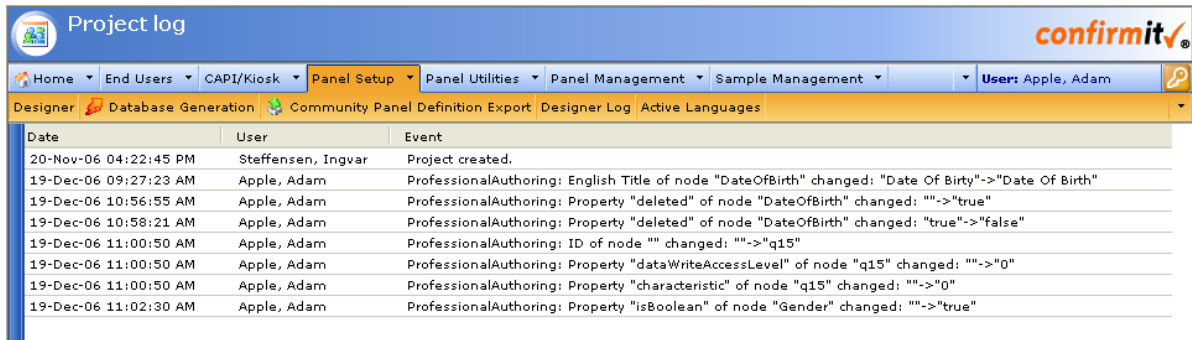 Project log
confirmit®
Home End Users CAPI/Kiosk Panel Setup Panel Utilities Panel Management Sample Management User: Apple, Adam
Designer Database Generation Community Panel Definition Export Designer Log Active Languages
Date User Event
20-Nov-06 04:22:45 PM Steffensen, Ingvar Project created.
19-Dec-06 09:27:23 AM Apple, Adam ProfessionalAuthoring: English Title of node "DateOfBirth" changed: "Date Of Birty"->"Date Of Birth"
19-Dec-06 10:56:55 AM Apple, Adam ProfessionalAuthoring: Property "deleted" of node "DateOfBirth" changed: ""->"true"
19-Dec-06 10:58:21 AM Apple, Adam ProfessionalAuthoring: Property "deleted" of node "DateOfBirth" changed: "true"->"false"
19-Dec-06 11:00:50 AM Apple, Adam ProfessionalAuthoring: ID of node "" changed: ""->"q15"
19-Dec-06 11:00:50 AM Apple, Adam ProfessionalAuthoring: Property "dataWriteAccessLevel" of node "q15" changed: ""->"0"
19-Dec-06 11:00:50 AM Apple, Adam ProfessionalAuthoring: Property "characteristic" of node "q15" changed: ""->"0"
19-Dec-06 11:02:30 AM Apple, Adam ProfessionalAuthoring: Property "isBoolean" of node "Gender" changed: ""->"true"